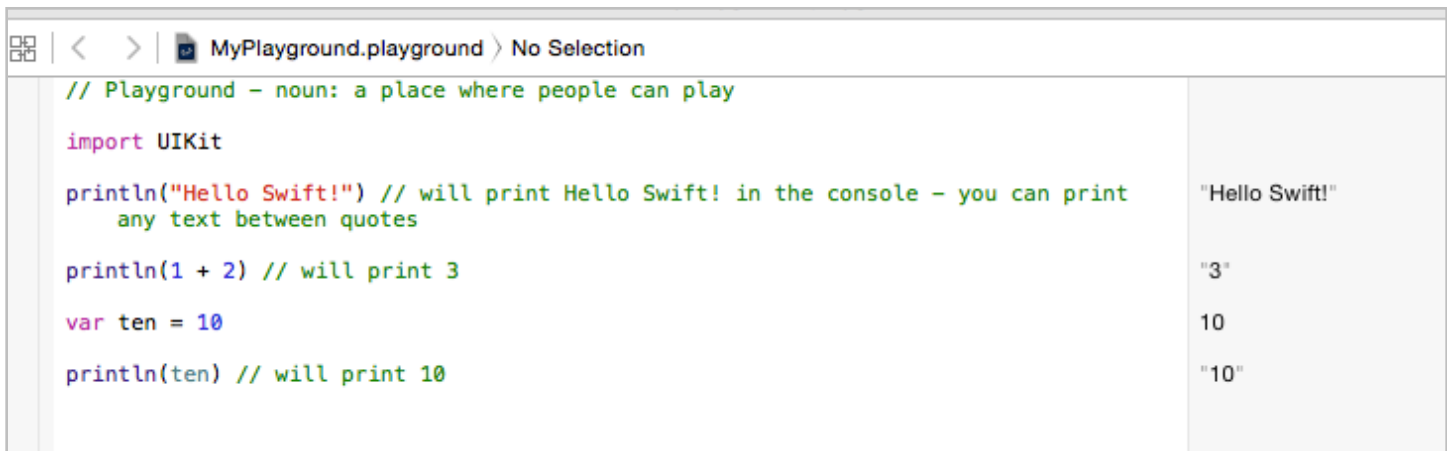 MyPlayground.playground 〉 No Selection
// Playground – noun: a place where people can play
import UIKit
println("Hello Swift!") // will print Hello Swift! in the console – you can print "Hello Swift!"
any text between quotes
println(1 + 2) // will print 3 "3"
var ten = 10 10
println(ten) // will print 10 "10"